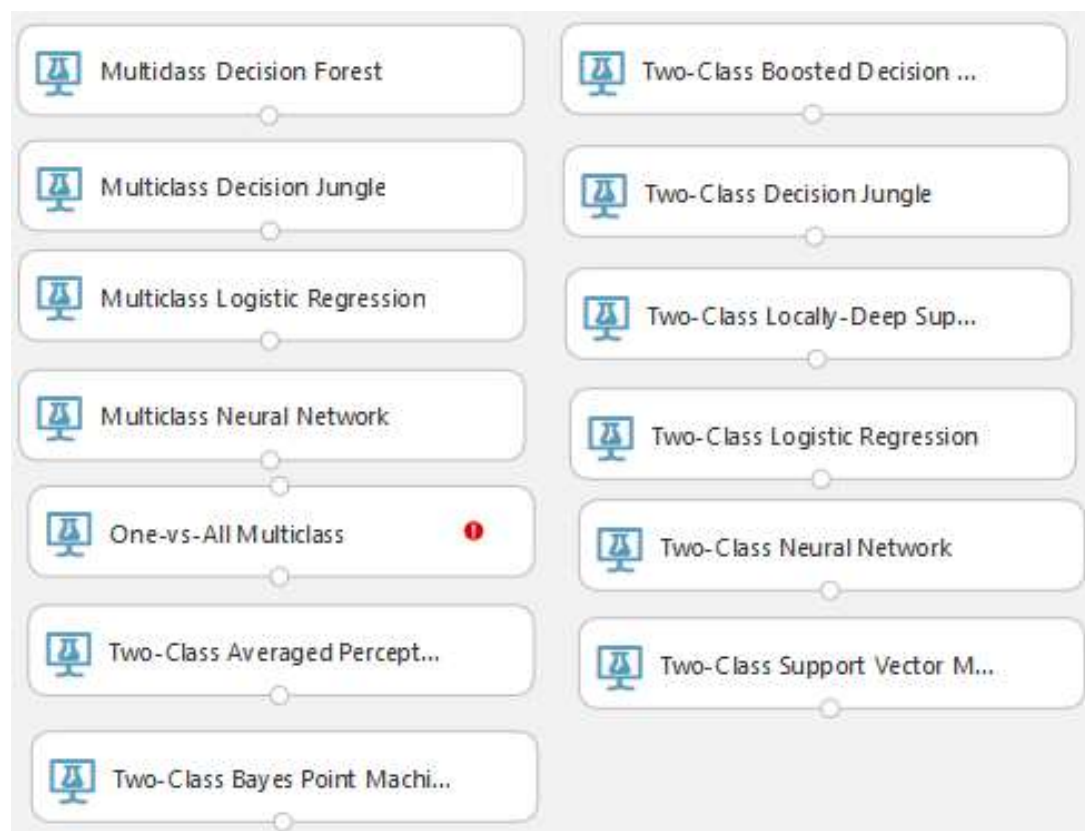 Multiclass Decision Forest
Multiclass Decision Jungle
Multiclass Logistic Regression
Multiclass Neural Network
One-vs-All Multiclass
Two-Class Averaged Percept...
Two-Class Bayes Point Machi...
Two-Class Boosted Decision ...
Two-Class Decision Jungle
Two-Class Locally-Deep Sup...
Two-Class Logistic Regression
Two-Class Neural Network
Two-Class Support Vector M...